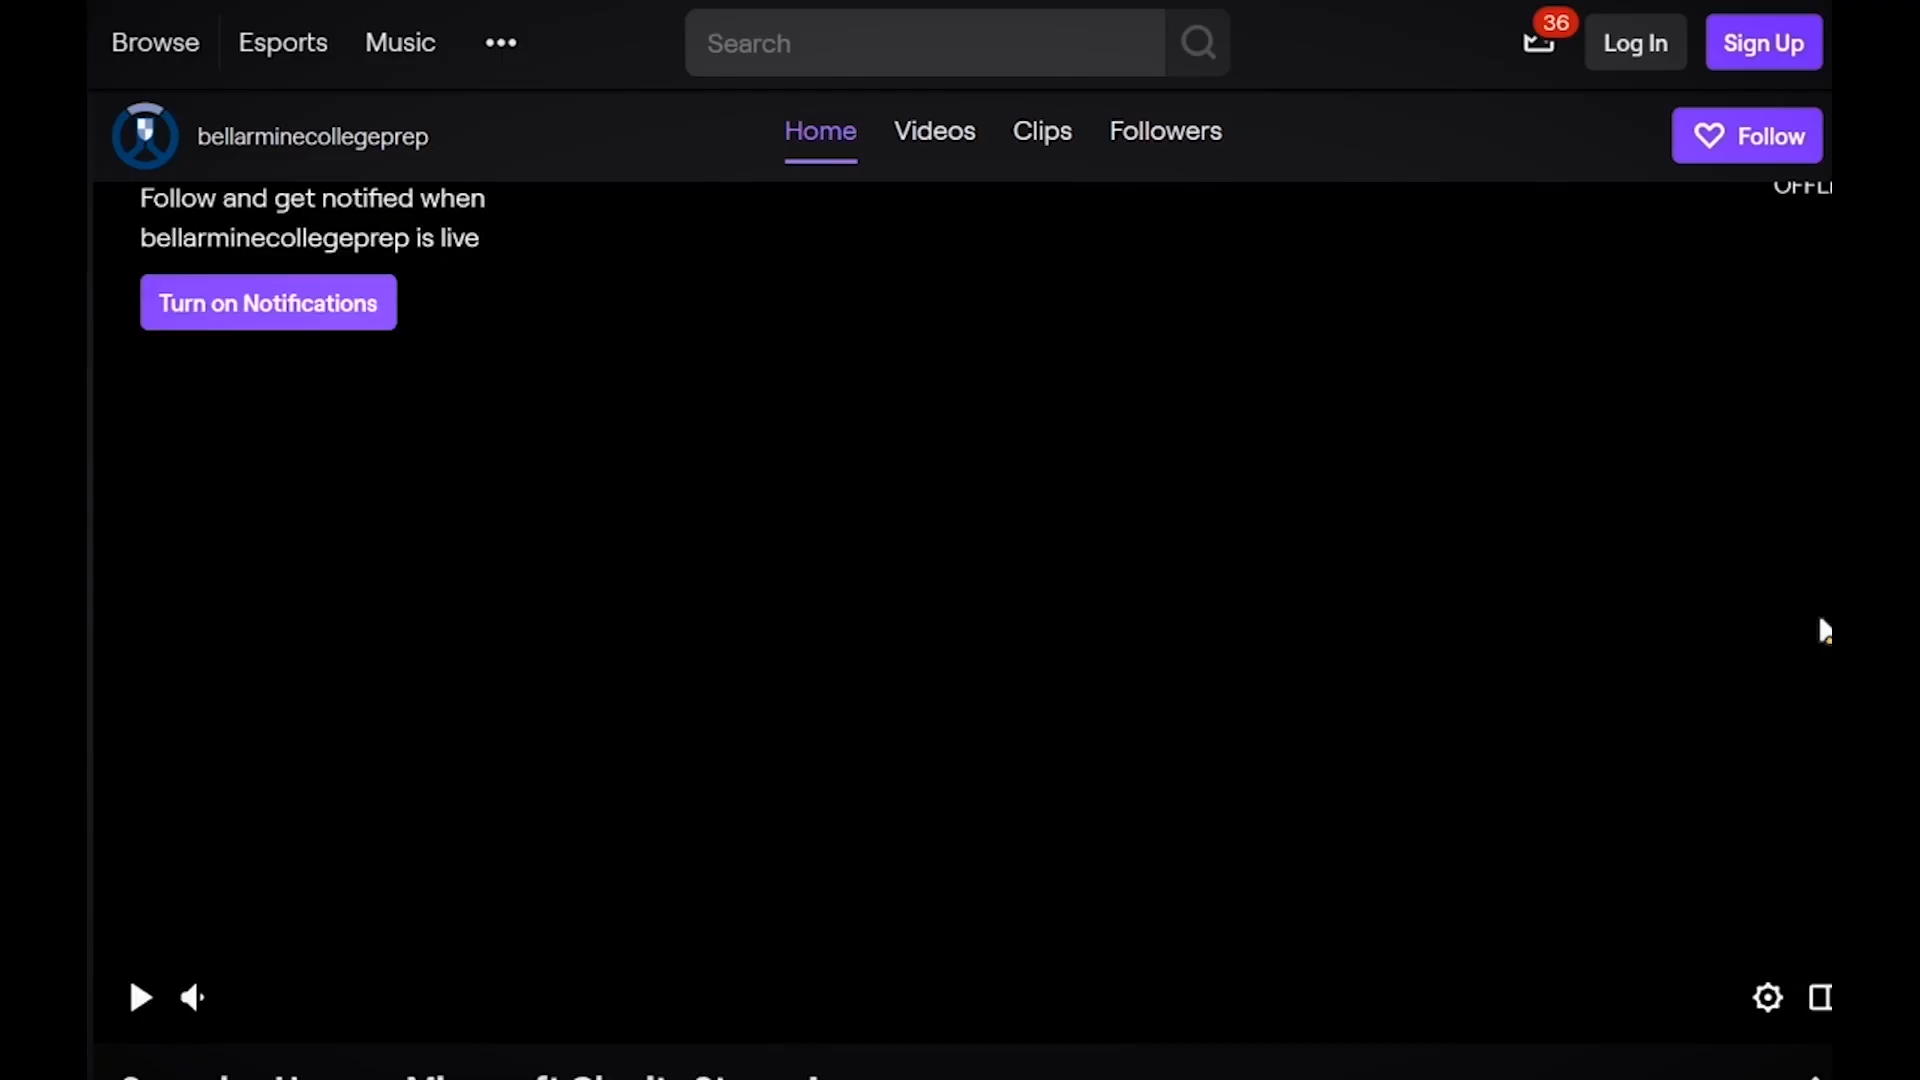 Browse Esports Music ••• Search 36 Log In Sign Up
bellarminecollegeprep Home Videos Clips Followers Follow
Follow and get notified when
bellarminecollegeprep is live
Turn on Notifications